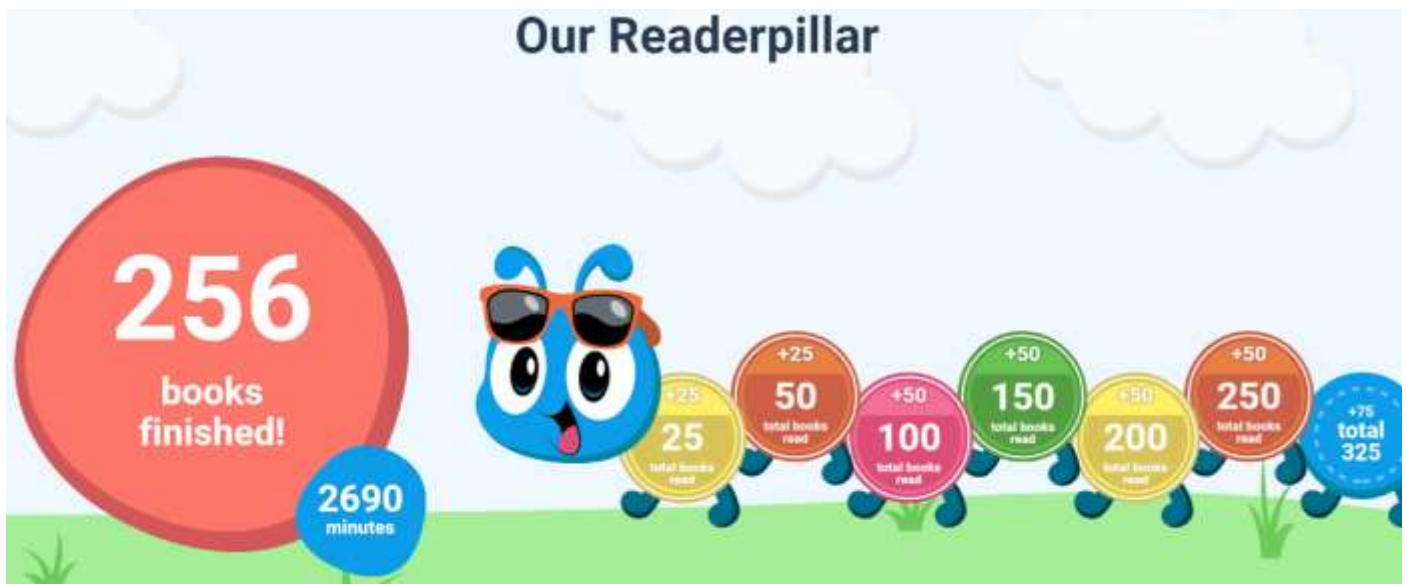 Our Readerpillar
256
books
finished!
2690
minutes
+25
25
total books
read
+25
50
total books
read
+50
100
total books
read
+50
150
total books
read
+50
200
total books
read
+50
250
total books
read
+75
total
325